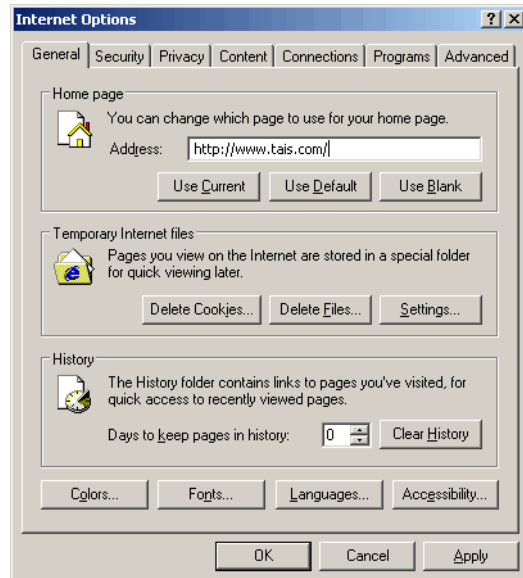 Internet Options
General Security Privacy Content Connections Programs Advanced
Home page
You can change which page to use for your home page.
Address: http://www.tais.com/
Use Current Use Default Use Blank
Temporary Internet files
Pages you view on the Internet are stored in a special folder
for quick viewing later.
Delete Cookies... Delete Files... Settings...
History
The History folder contains links to pages you've visited, for
quick access to recently viewed pages.
Days to keep pages in history: 0 Clear History
Colors... Fonts... Languages... Accessibility...
OK Cancel Apply